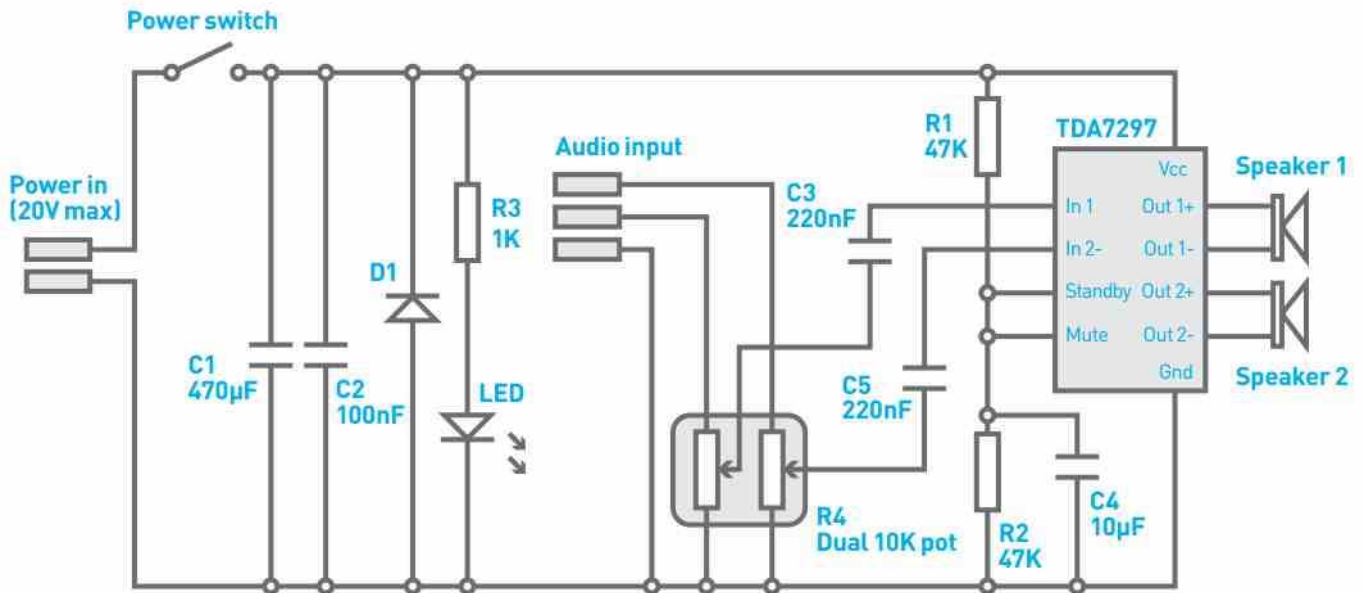 Power switch
Power in
(20V max)
C1
470µF
C2
100nF
D1
R3
1K
LED
Audio input
C3
220nF
C5
220nF
R4
Dual 10K pot
R1
47K
R2
47K
C4
10µF
TDA7297
Vcc
In 1
Out 1+
In 2-
Out 1-
Standby
Out 2+
Mute
Out 2-
Gnd
Speaker 1
Speaker 2